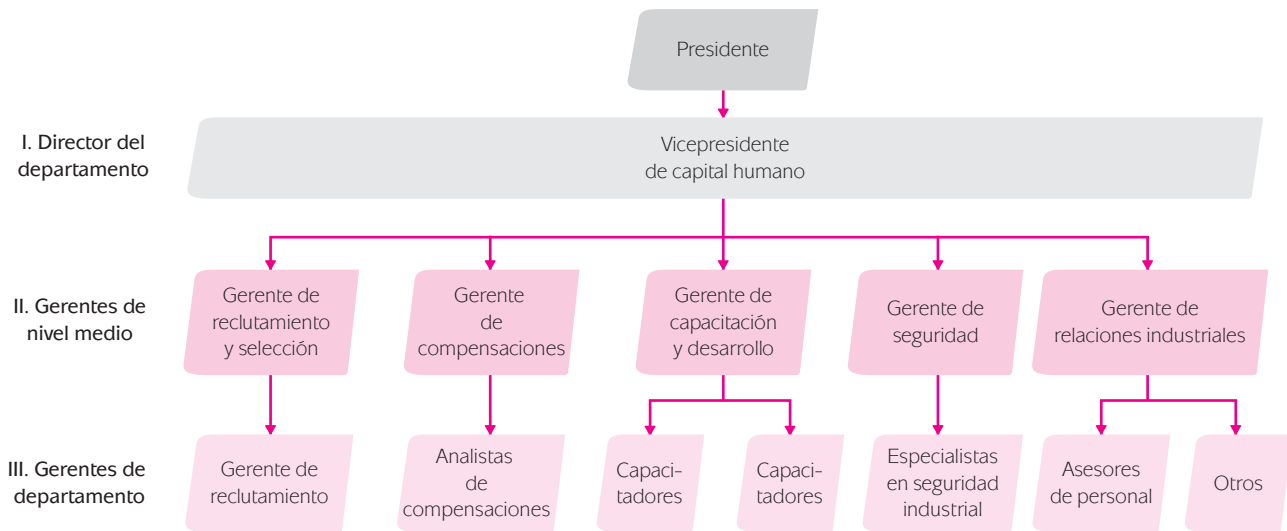 Presidente
I. Director del
departamento
Vicepresidente
de capital humano
II. Gerentes de
nivel medio
Gerente de
reclutamiento
y selección
Gerente
de
compensaciones
Gerente de
capacitación
y desarrollo
Gerente de
seguridad
Gerente de
relaciones industriales
III. Gerentes de
departamento
Gerente de
reclutamiento
Analistas
de
compensaciones
Capaci-
tadores
Capaci-
tadores
Especialistas
en seguridad
industrial
Asesores
de personal
Otros